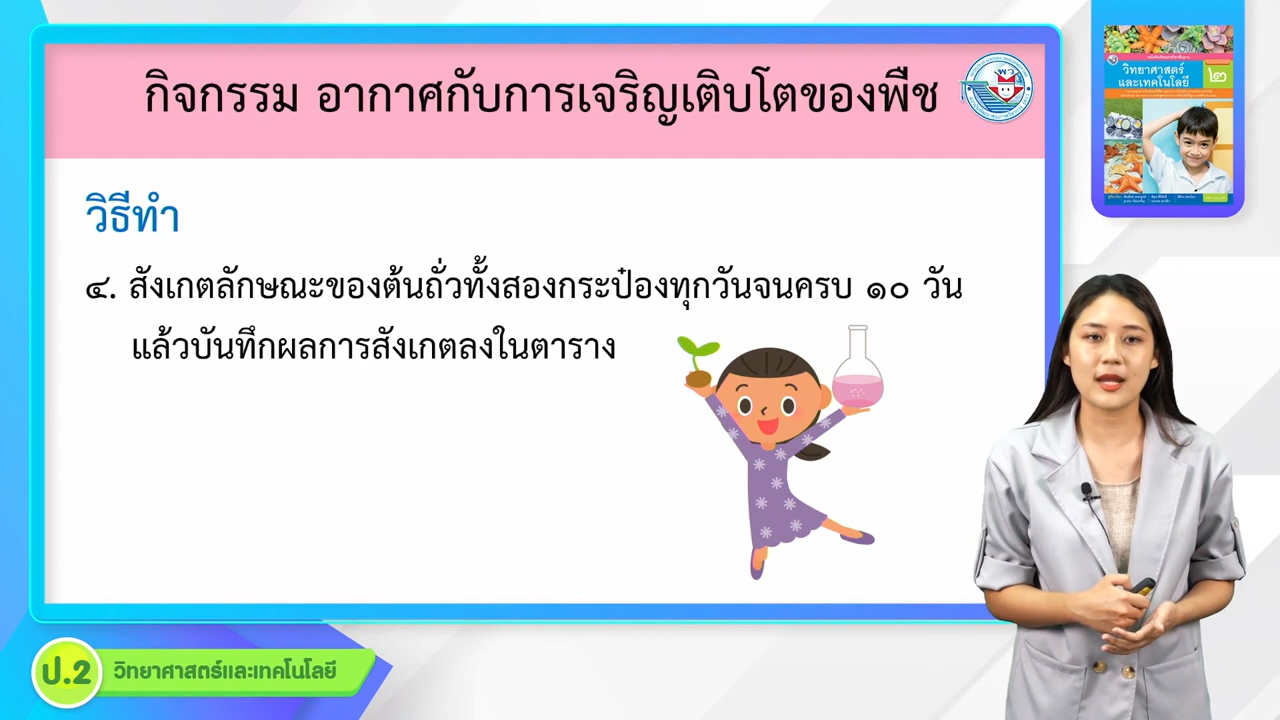 กิจกรรม อากาศกับการเจริญเติบโตของพืช
พว
วิธีทำ
๔. สังเกตลักษณะของต้นถั่วทั้งสองกระป๋องทุกวันจนครบ ๑๐ วัน
แล้วบันทึกผลการสังเกตลงในตาราง
วิทยาศาสตร์
และเทคโนโลยี
๒
ป.2
วิทยาศาสตร์และเทคโนโลยี